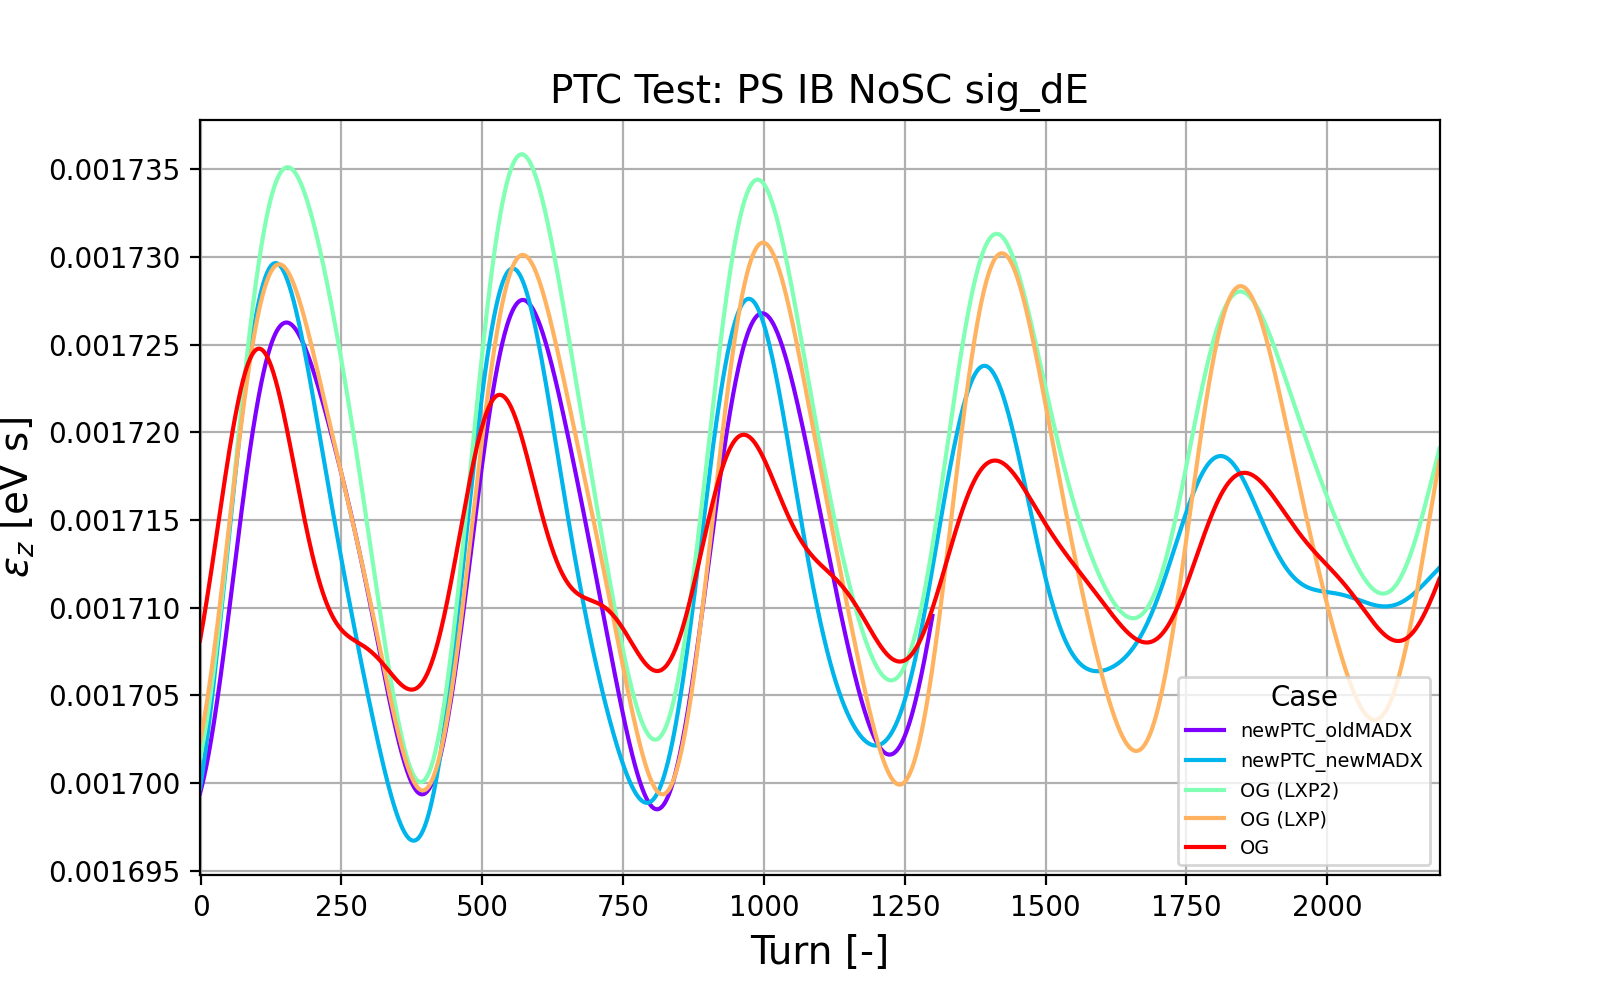 PTC Test: PS IB NoSC sig_dE
0.001735
0.001730
0.001725
0.001720
0.001715
0.001710
0.001705
0.001700
0.001695
ε_z [eV s]
0 250 500 750 1000 1250 1500 1750 2000
Turn [-]
Case
newPTC_oldMADX
newPTC_newMADX
OG (LXP2)
OG (LXP)
OG